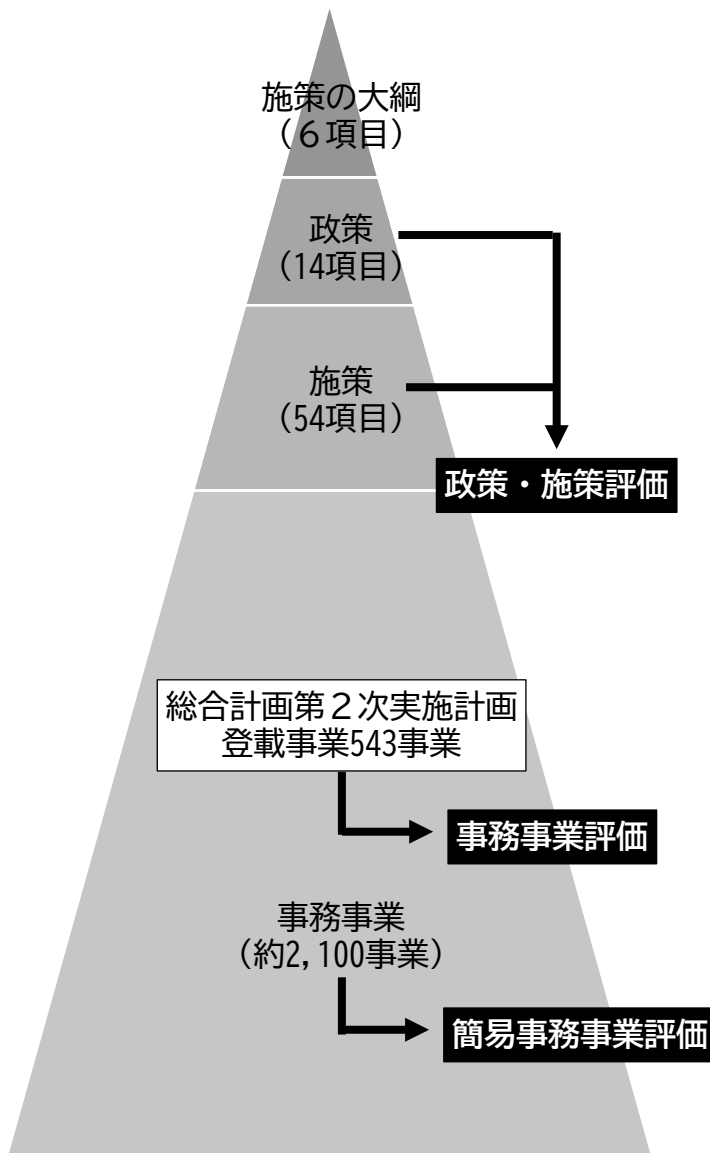 施策の大綱
（６項目）
政策
（14項目）
施策
（54項目）
政策・施策評価
総合計画第２次実施計画
登載事業543事業
事務事業評価
事務事業
（約2,100事業）
簡易事務事業評価